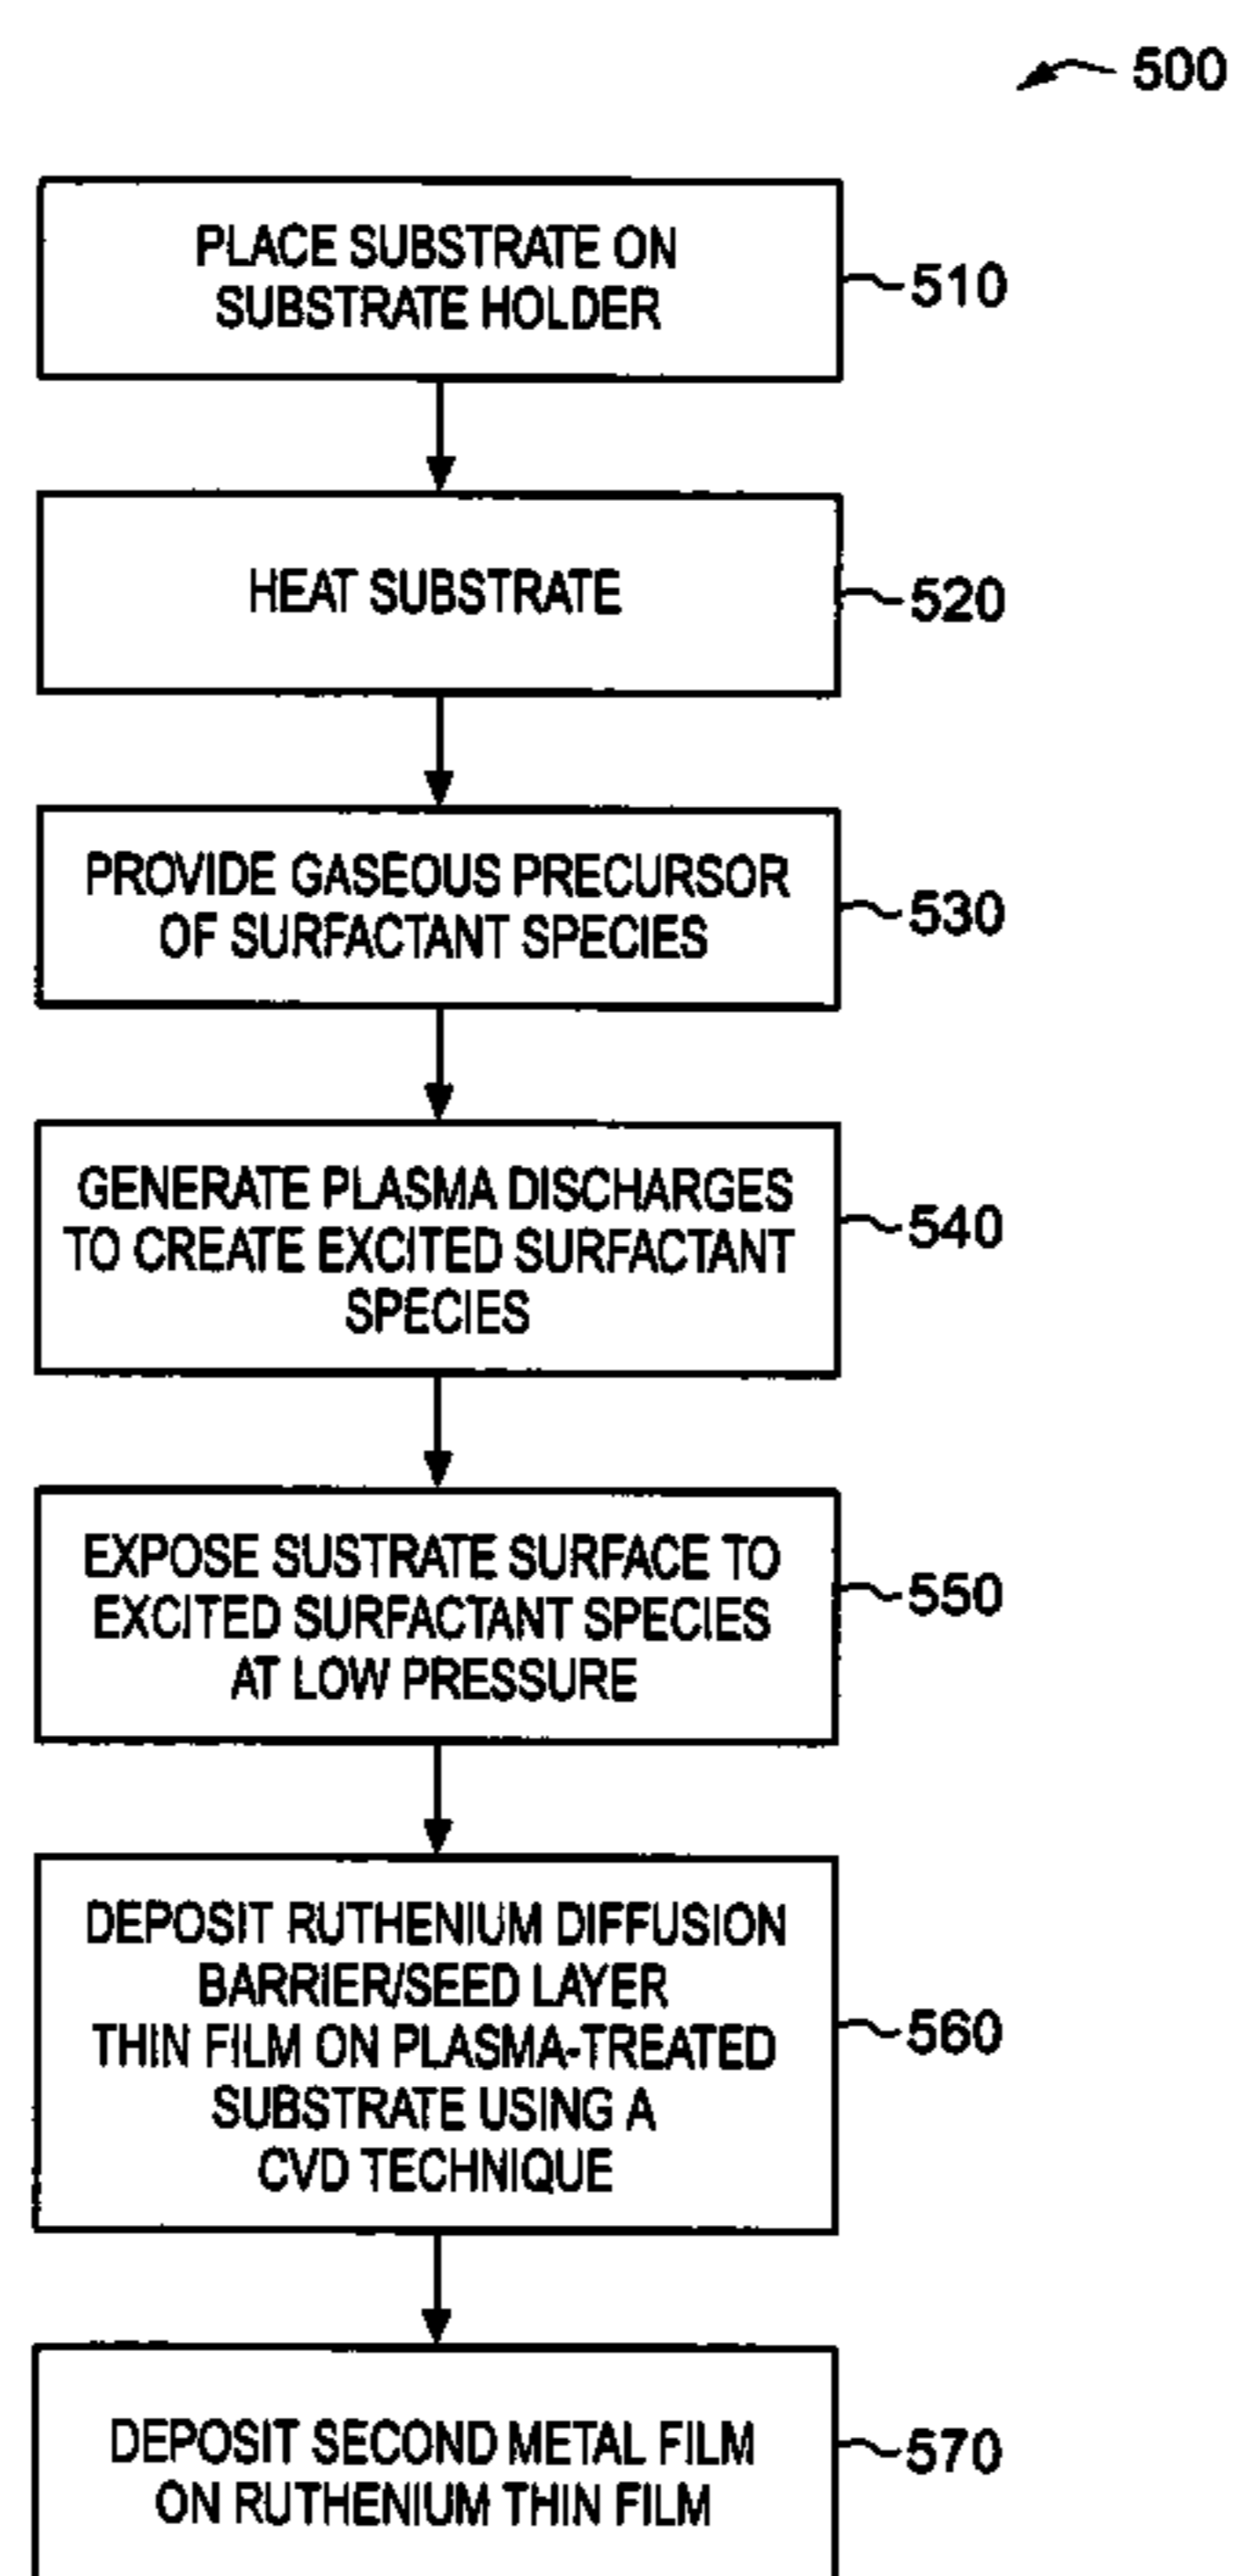 500
PLACE SUBSTRATE ON
SUBSTRATE HOLDER
510
HEAT SUBSTRATE
520
PROVIDE GASEOUS PRECURSOR
OF SURFACTANT SPECIES
530
GENERATE PLASMA DISCHARGES
TO CREATE EXCITED SURFACTANT
SPECIES
540
EXPOSE SUSTRATE SURFACE TO
EXCITED SURFACTANT SPECIES
AT LOW PRESSURE
550
DEPOSIT RUTHENIUM DIFFUSION
BARRIER/SEED LAYER
THIN FILM ON PLASMA-TREATED
SUBSTRATE USING A
CVD TECHNIQUE
560
DEPOSIT SECOND METAL FILM
ON RUTHENIUM THIN FILM
570